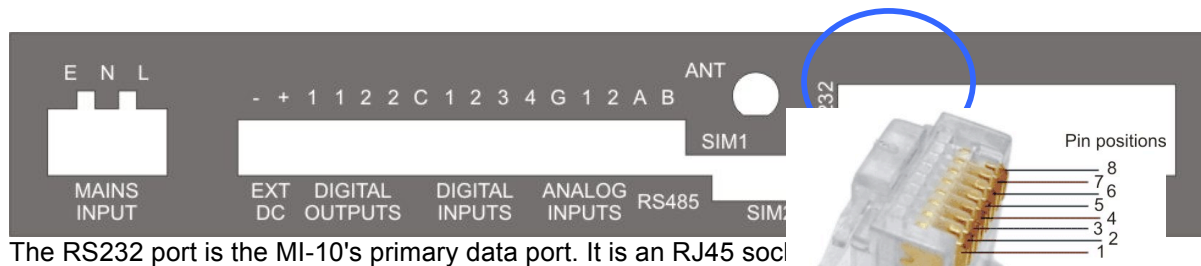 E N L
ANT
- + 1 1 2 2 C 1 2 3 4 G 1 2 A B
232
SIM1
Pin positions
8
7
6
5
4
3
2
1
MAINS
INPUT
EXT
DC
DIGITAL
OUTPUTS
DIGITAL
INPUTS
ANALOG
INPUTS
RS485
SIM2
The RS232 port is the MI-10's primary data port. It is an RJ45